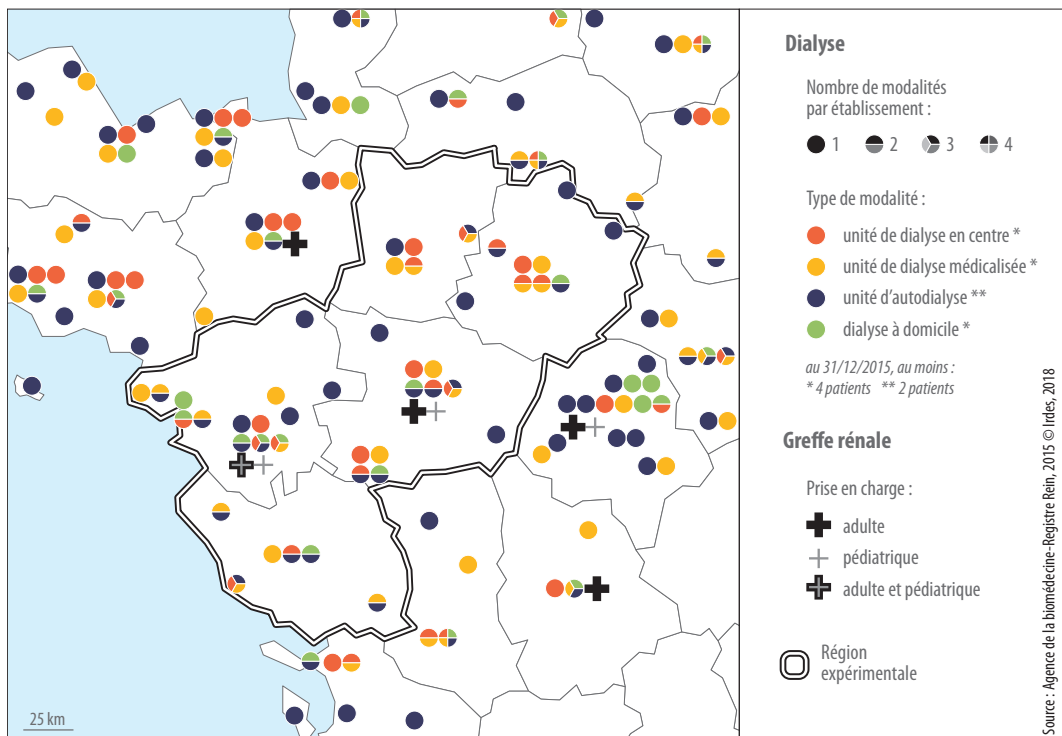 Dialyse
Nombre de modalités
par établissement :
1 2 3 4
Type de modalité :
unité de dialyse en centre *
unité de dialyse médicalisée *
unité d'autodialyse **
dialyse à domicile *
au 31/12/2015, au moins :
* 4 patients ** 2 patients
Greffe rénale
Prise en charge :
adulte
pédiatrique
adulte et pédiatrique
Région
expérimentale
25 km
Source : Agence de la biomédecine-Registre Rein, 2015 © Irdes, 2018